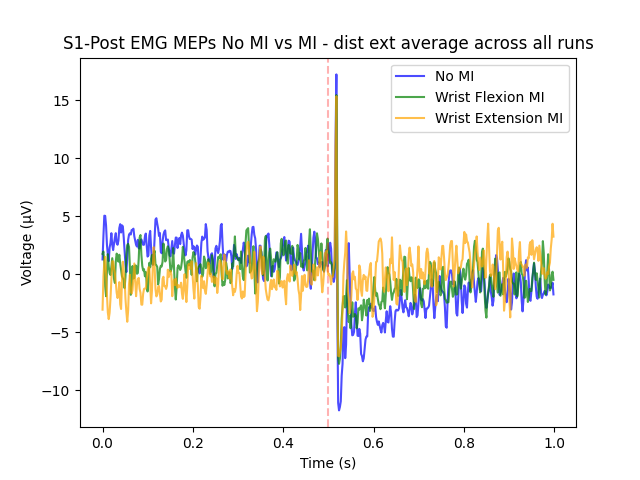 S1-Post EMG MEPs No MI vs MI - dist ext average across all runs
No MI
Wrist Flexion MI
Wrist Extension MI
Voltage (μV)
15
10
5
0
−5
−10
0.0 0.2 0.4 0.6 0.8 1.0
Time (s)